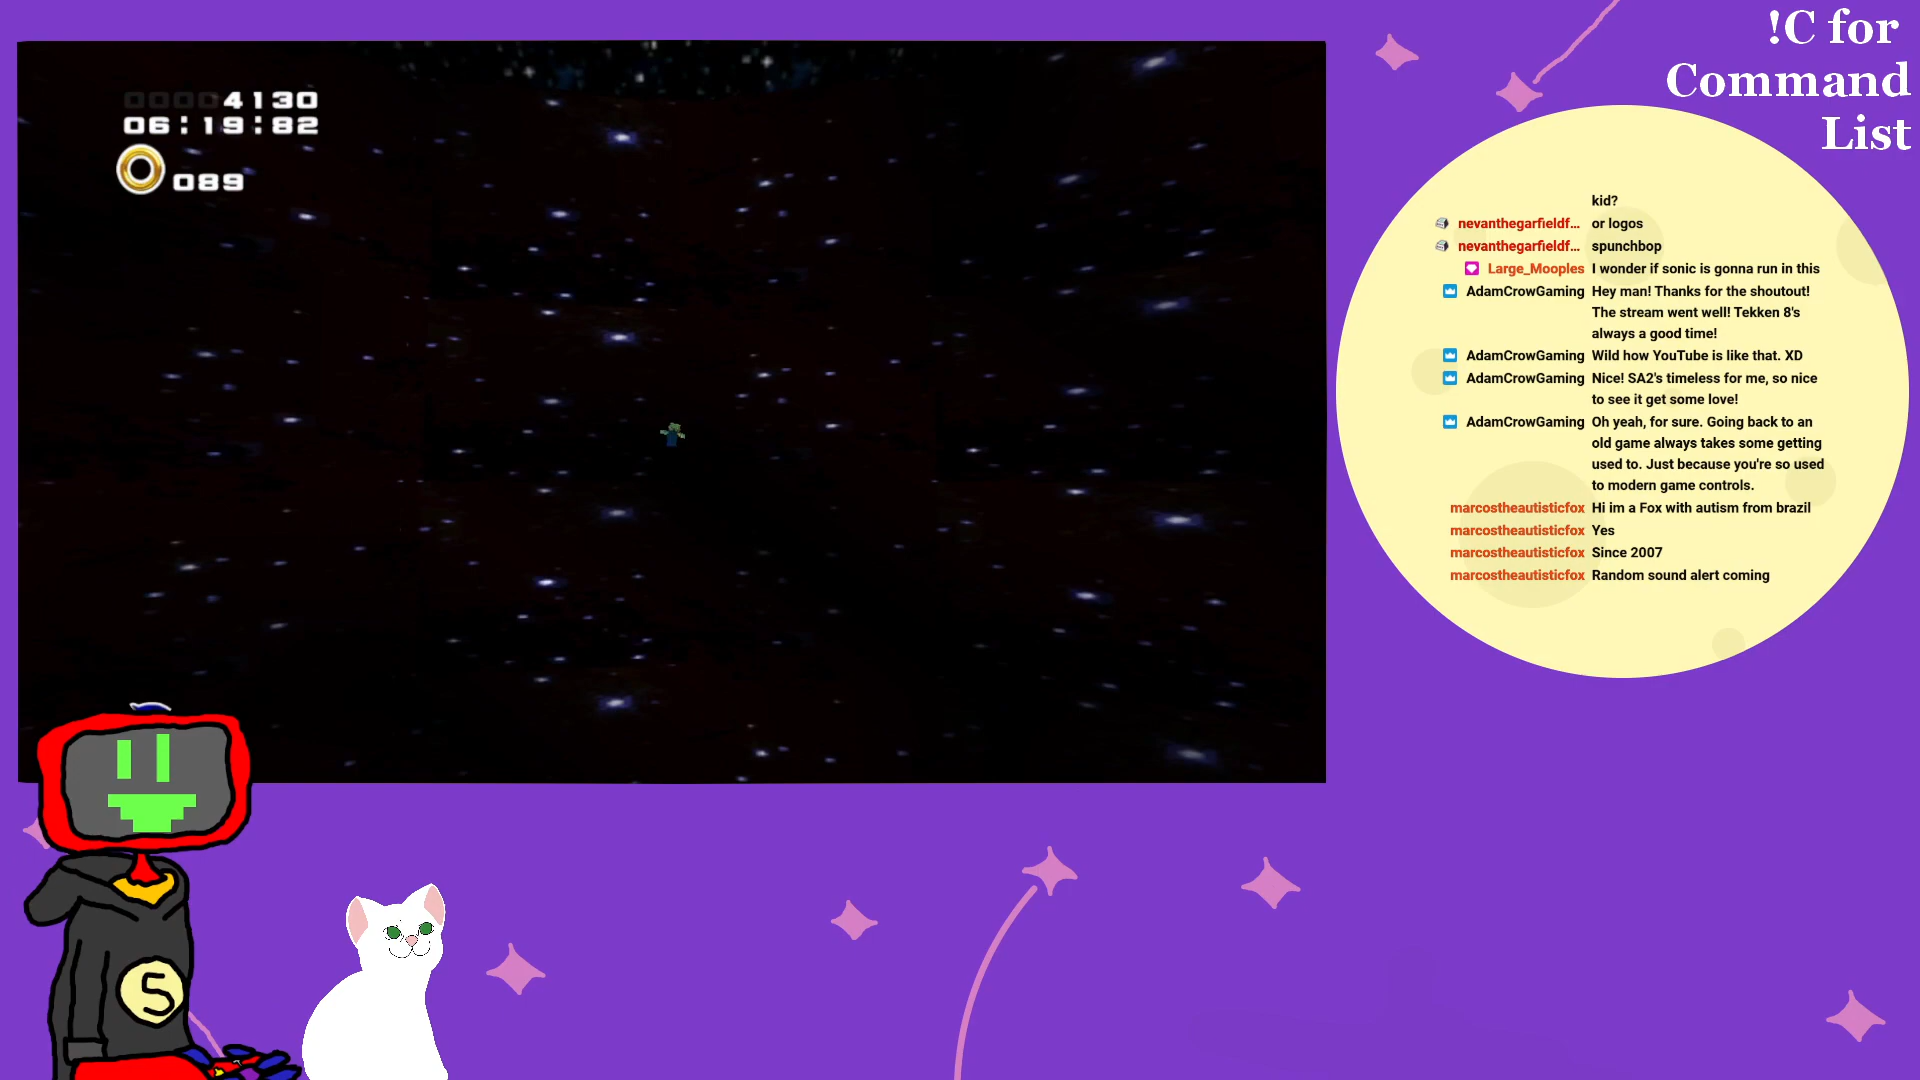 !C for
Command
List
00004130
06:19:82
089
kid?
nevanthegarfieldf... or logos
nevanthegarfieldf... spunchbop
Large_Mooples I wonder if sonic is gonna run in this
AdamCrowGaming Hey man! Thanks for the shoutout!
The stream went well! Tekken 8's
always a good time!
AdamCrowGaming Wild how YouTube is like that. XD
AdamCrowGaming Nice! SA2's timeless for me, so nice
to see it get some love!
AdamCrowGaming Oh yeah, for sure. Going back to an
old game always takes some getting
used to. Just because you're so used
to modern game controls.
marcostheautisticfox Hi im a Fox with autism from brazil
marcostheautisticfox Yes
marcostheautisticfox Since 2007
marcostheautisticfox Random sound alert coming
S